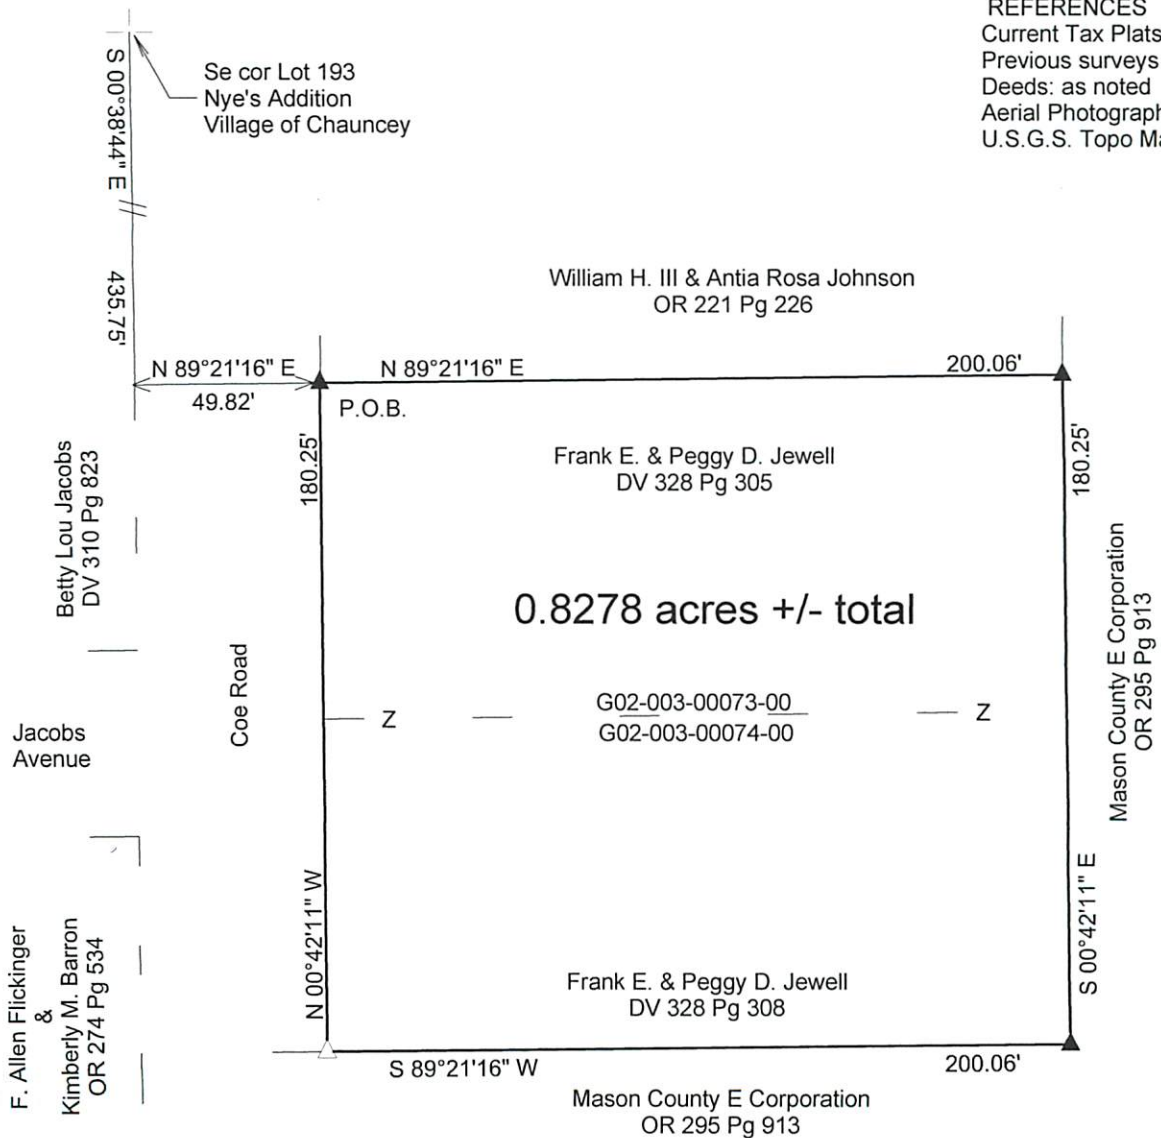 REFERENCES
Current Tax Plats
Previous surveys
Deeds: as noted
Aerial Photograph
U.S.G.S. Topo Ma
Se cor Lot 193
Nye's Addition
Village of Chauncey
S 00°38'44" E
435.75'
William H. III & Antia Rosa Johnson
OR 221 Pg 226
N 89°21'16" E
49.82'
N 89°21'16" E
200.06'
P.O.B.
180.25'
180.25'
Frank E. & Peggy D. Jewell
DV 328 Pg 305
Betty Lou Jacobs
DV 310 Pg 823
0.8278 acres +/- total
Mason County E Corporation
OR 295 Pg 913
Coe Road
Z
G02-003-00073-00
G02-003-00074-00
Z
Jacobs
Avenue
N 00°42'11" W
S 00°42'11" E
F. Allen Flickinger
&
Kimberly M. Barron
OR 274 Pg 534
Frank E. & Peggy D. Jewell
DV 328 Pg 308
S 89°21'16" W
200.06'
Mason County E Corporation
OR 295 Pg 913